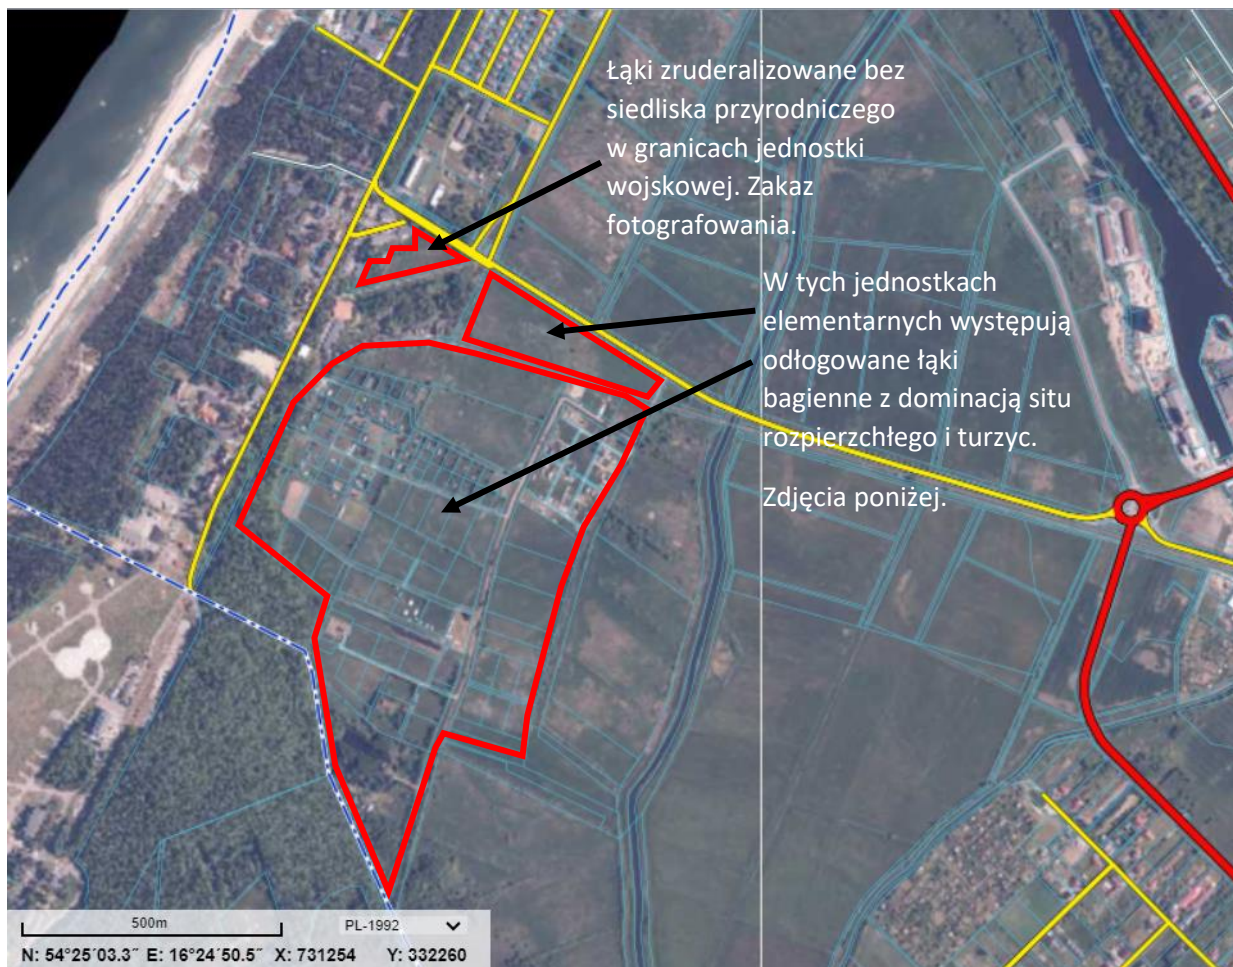 Łąki zruderalizowane bez
siedliska przyrodniczego
w granicach jednostki
wojskowej. Zakaz
fotografowania.
W tych jednostkach
elementarnych występują
odłogowane łąki
bagienne z dominacją situ
rozpierzchłego i turzyc.
Zdjęcia poniżej.
500m PL-1992
N: 54°25´03.3˝ E: 16°24´50.5˝ X: 731254 Y: 332260